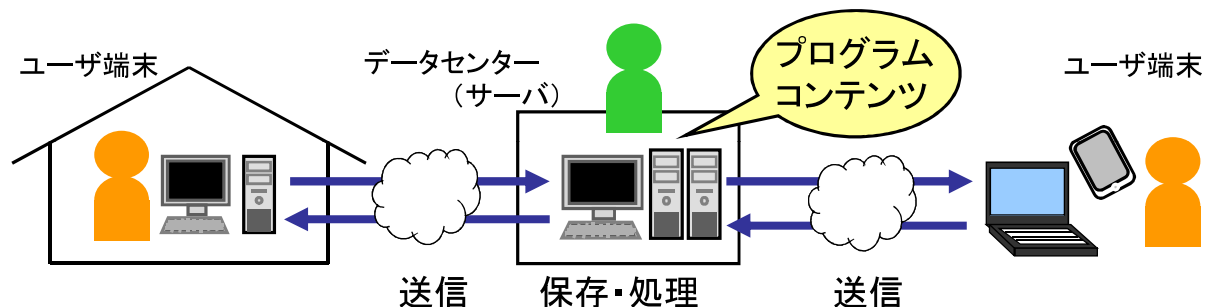 ユーザ端末
データセンター
（サーバ）
プログラム
コンテンツ
ユーザ端末
送信
保存・処理
送信